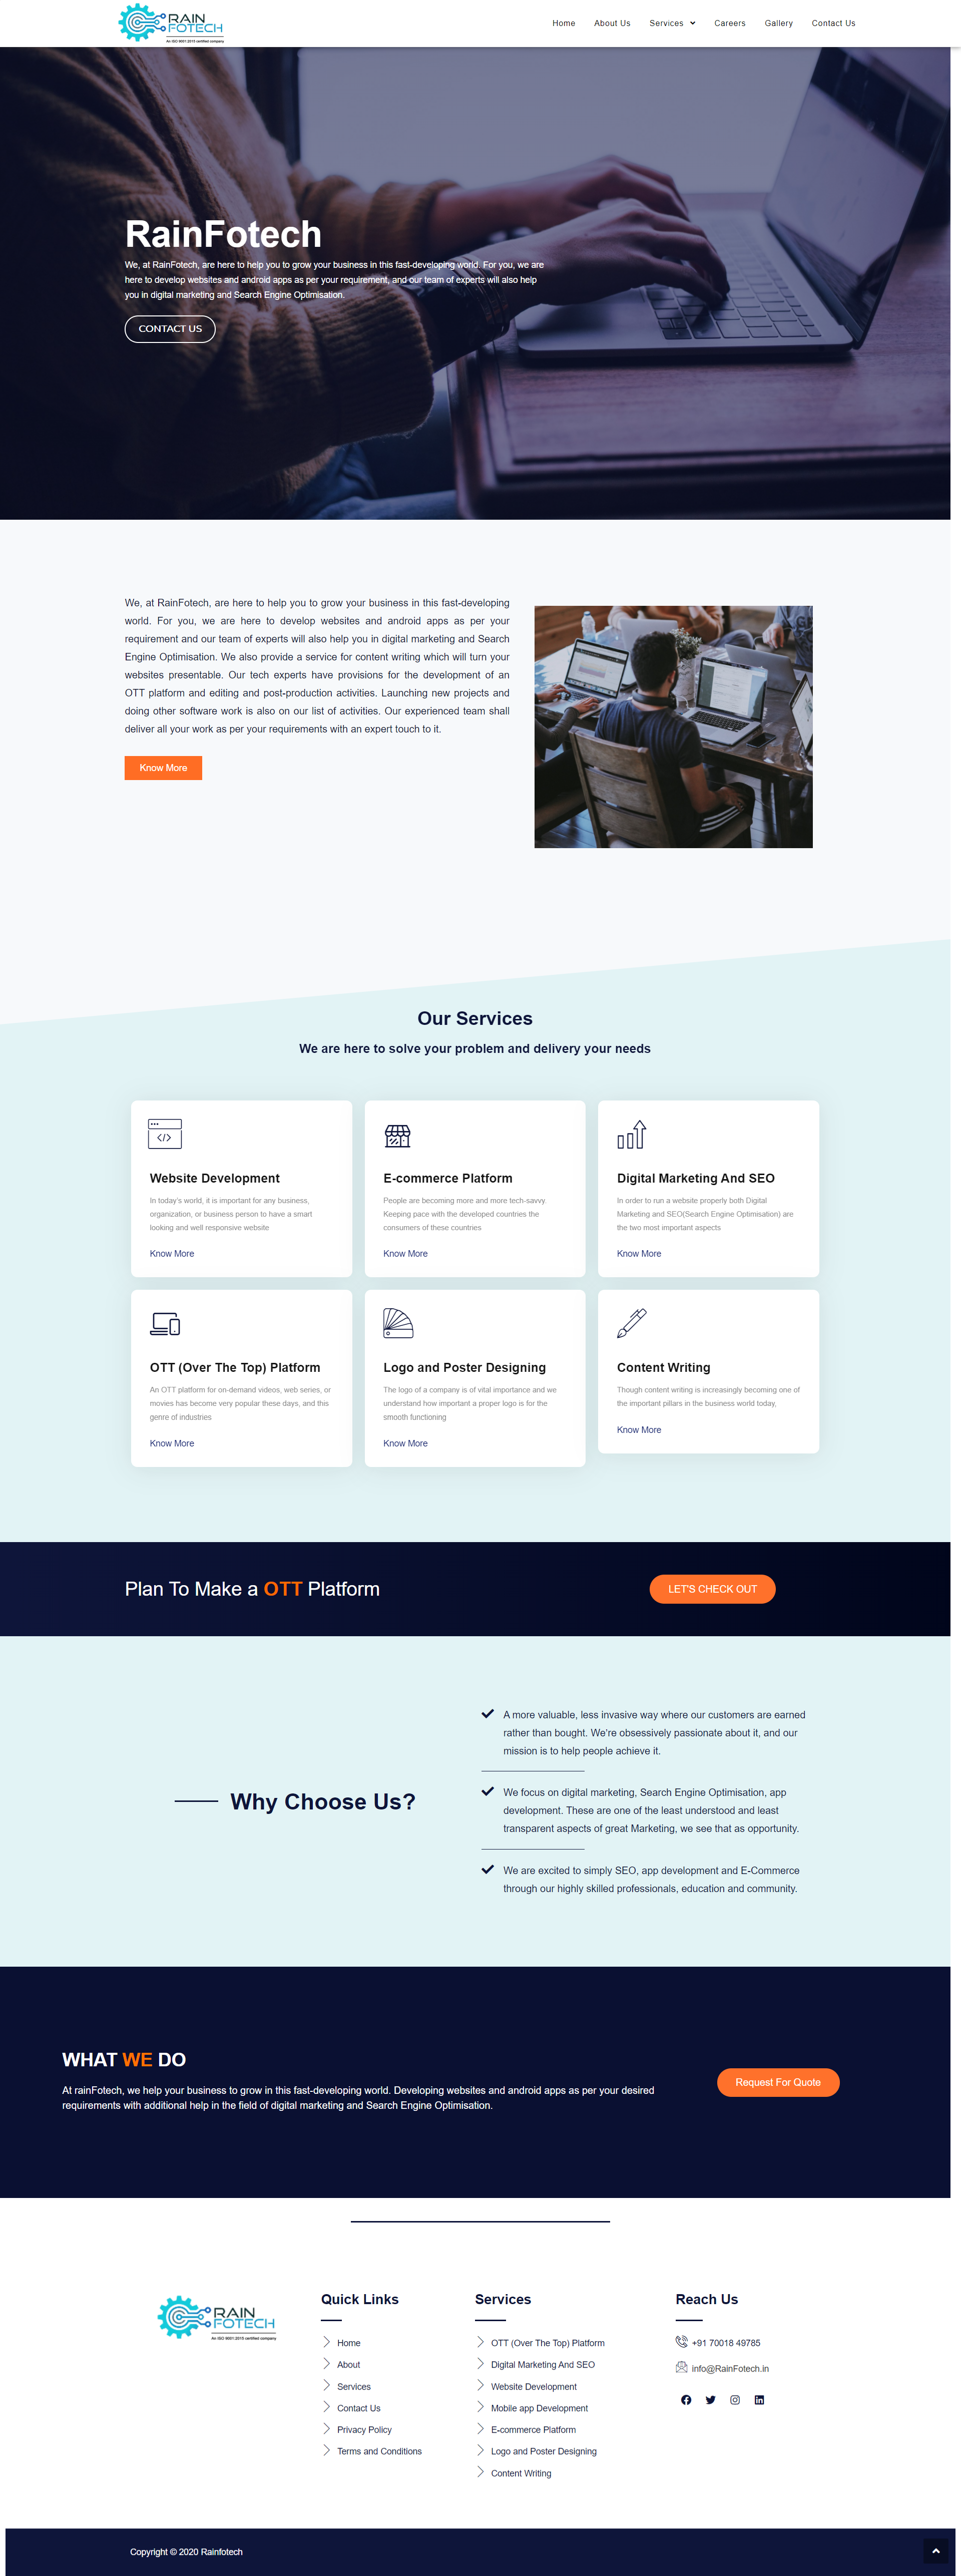 RAIN
FOTECH
An ISO 9001:2015 certified company
Home About Us Services Careers Gallery Contact Us
RainFotech
We, at RainFotech, are here to help you to grow your business in this fast-developing world. For you, we are
here to develop websites and android apps as per your requirement, and our team of experts will also help
you in digital marketing and Search Engine Optimisation.
CONTACT US
We, at RainFotech, are here to help you to grow your business in this fast-developing
world. For you, we are here to develop websites and android apps as per your
requirement and our team of experts will also help you in digital marketing and Search
Engine Optimisation. We also provide a service for content writing which will turn your
websites presentable. Our tech experts have provisions for the development of an
OTT platform and editing and post-production activities. Launching new projects and
doing other software work is also on our list of activities. Our experienced team shall
deliver all your work as per your requirements with an expert touch to it.
Know More
Our Services
We are here to solve your problem and delivery your needs
Website Development
In today's world, it is important for any business,
organization, or business person to have a smart
looking and well responsive website
Know More
E-commerce Platform
People are becoming more and more tech-savvy.
Keeping pace with the developed countries the
consumers of these countries
Know More
Digital Marketing And SEO
In order to run a website properly both Digital
Marketing and SEO(Search Engine Optimisation) are
the two most important aspects
Know More
OTT (Over The Top) Platform
An OTT platform for on-demand videos, web series, or
movies has become very popular these days, and this
genre of industries
Know More
Logo and Poster Designing
The logo of a company is of vital importance and we
understand how important a proper logo is for the
smooth functioning
Know More
Content Writing
Though content writing is increasingly becoming one of
the important pillars in the business world today,
Know More
Plan To Make a OTT Platform
LET'S CHECK OUT
Why Choose Us?
A more valuable, less invasive way where our customers are earned
rather than bought. We're obsessively passionate about it, and our
mission is to help people achieve it.
We focus on digital marketing, Search Engine Optimisation, app
development. These are one of the least understood and least
transparent aspects of great Marketing, we see that as opportunity.
We are excited to simply SEO, app development and E-Commerce
through our highly skilled professionals, education and community.
WHAT WE DO
At rainFotech, we help your business to grow in this fast-developing world. Developing websites and android apps as per your desired
requirements with additional help in the field of digital marketing and Search Engine Optimisation.
Request For Quote
RAIN
FOTECH
An ISO 9001:2015 certified company
Quick Links
Home
About
Services
Contact Us
Privacy Policy
Terms and Conditions
Services
OTT (Over The Top) Platform
Digital Marketing And SEO
Website Development
Mobile app Development
E-commerce Platform
Logo and Poster Designing
Content Writing
Reach Us
+91 70018 49785
info@RainFotech.in
Copyright © 2020 Rainfotech